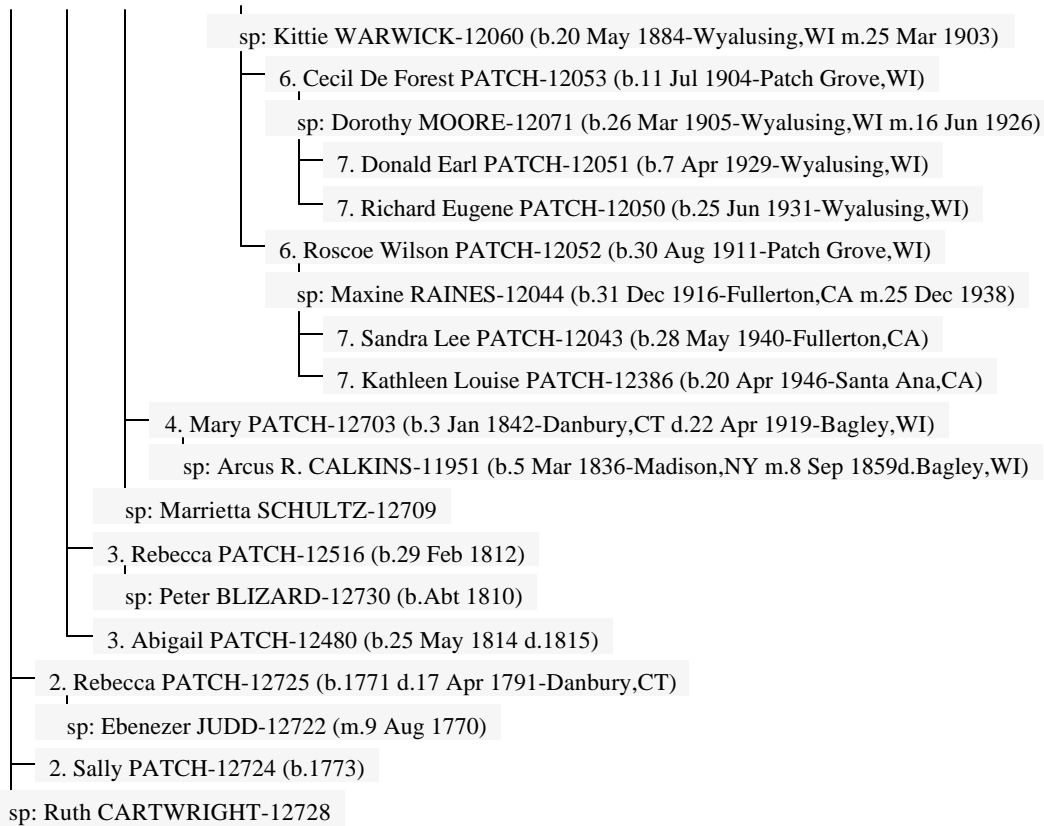 sp: Kittie WARWICK-12060 (b.20 May 1884-Wyalusing,WI m.25 Mar 1903)
6. Cecil De Forest PATCH-12053 (b.11 Jul 1904-Patch Grove,WI)
sp: Dorothy MOORE-12071 (b.26 Mar 1905-Wyalusing,WI m.16 Jun 1926)
7. Donald Earl PATCH-12051 (b.7 Apr 1929-Wyalusing,WI)
7. Richard Eugene PATCH-12050 (b.25 Jun 1931-Wyalusing,WI)
6. Roscoe Wilson PATCH-12052 (b.30 Aug 1911-Patch Grove,WI)
sp: Maxine RAINES-12044 (b.31 Dec 1916-Fullerton,CA m.25 Dec 1938)
7. Sandra Lee PATCH-12043 (b.28 May 1940-Fullerton,CA)
7. Kathleen Louise PATCH-12386 (b.20 Apr 1946-Santa Ana,CA)
4. Mary PATCH-12703 (b.3 Jan 1842-Danbury,CT d.22 Apr 1919-Bagley,WI)
sp: Arcus R. CALKINS-11951 (b.5 Mar 1836-Madison,NY m.8 Sep 1859d.Bagley,WI)
sp: Marrietta SCHULTZ-12709
3. Rebecca PATCH-12516 (b.29 Feb 1812)
sp: Peter BLIZARD-12730 (b.Abt 1810)
3. Abigail PATCH-12480 (b.25 May 1814 d.1815)
2. Rebecca PATCH-12725 (b.1771 d.17 Apr 1791-Danbury,CT)
sp: Ebenezer JUDD-12722 (m.9 Aug 1770)
2. Sally PATCH-12724 (b.1773)
sp: Ruth CARTWRIGHT-12728